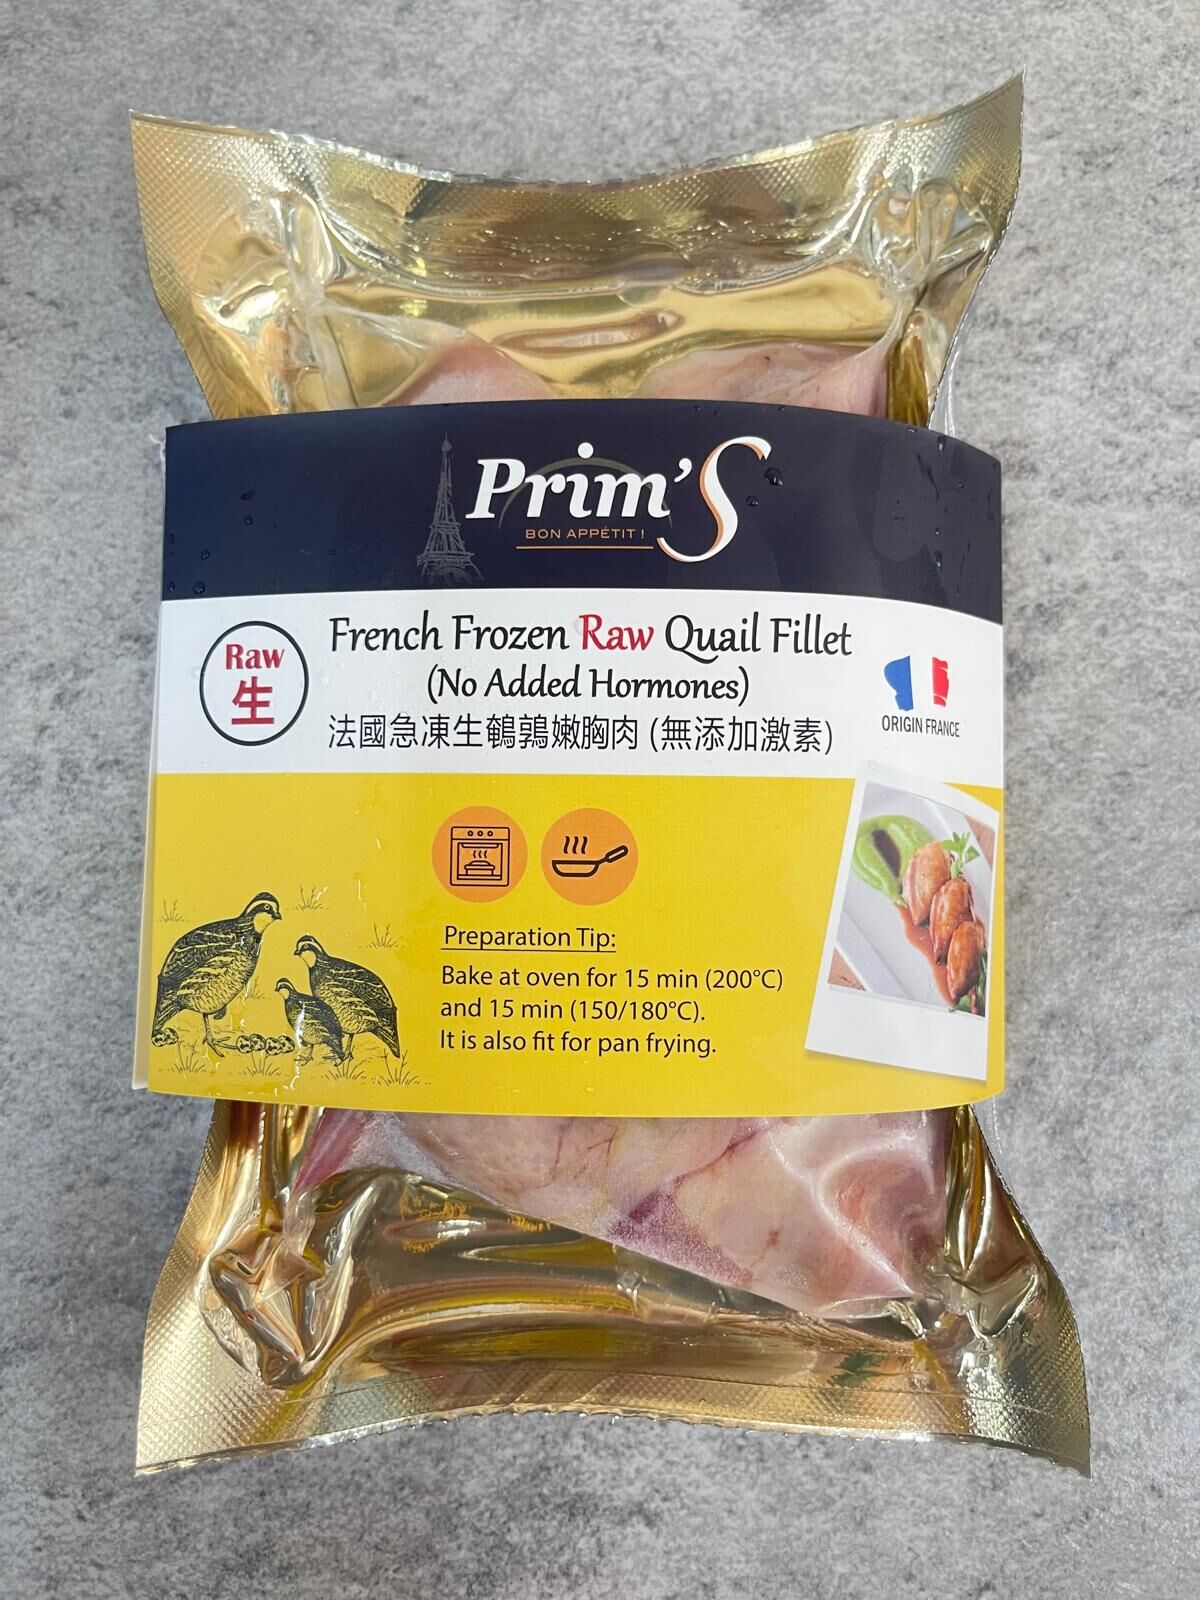 Prim'S
BON APPÉTIT !
Raw
生
French Frozen Raw Quail Fillet
(No Added Hormones)
法國急凍生鵪鶉嫩胸肉 (無添加激素)
ORIGIN FRANCE
Preparation Tip:
Bake at oven for 15 min (200°C)
and 15 min (150/180°C).
It is also fit for pan frying.